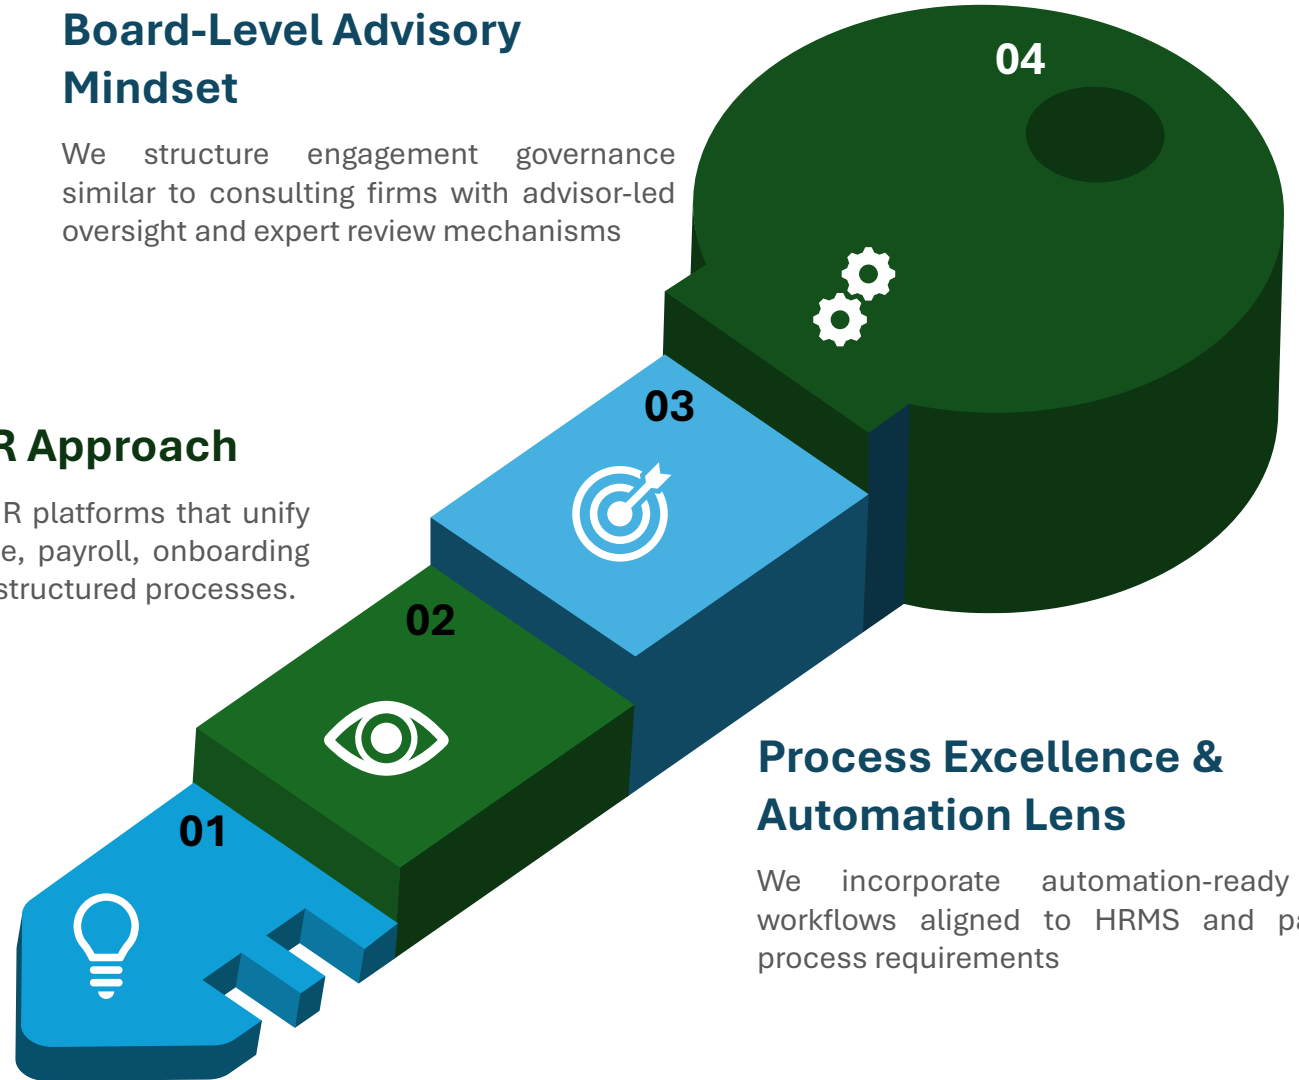 Board-Level Advisory
Mindset
We structure engagement governance
similar to consulting firms with advisor-led
oversight and expert review mechanisms
04
03
R Approach
R platforms that unify
e, payroll, onboarding
structured processes.
02
01
Process Excellence &
Automation Lens
We incorporate automation-ready
workflows aligned to HRMS and pa
process requirements